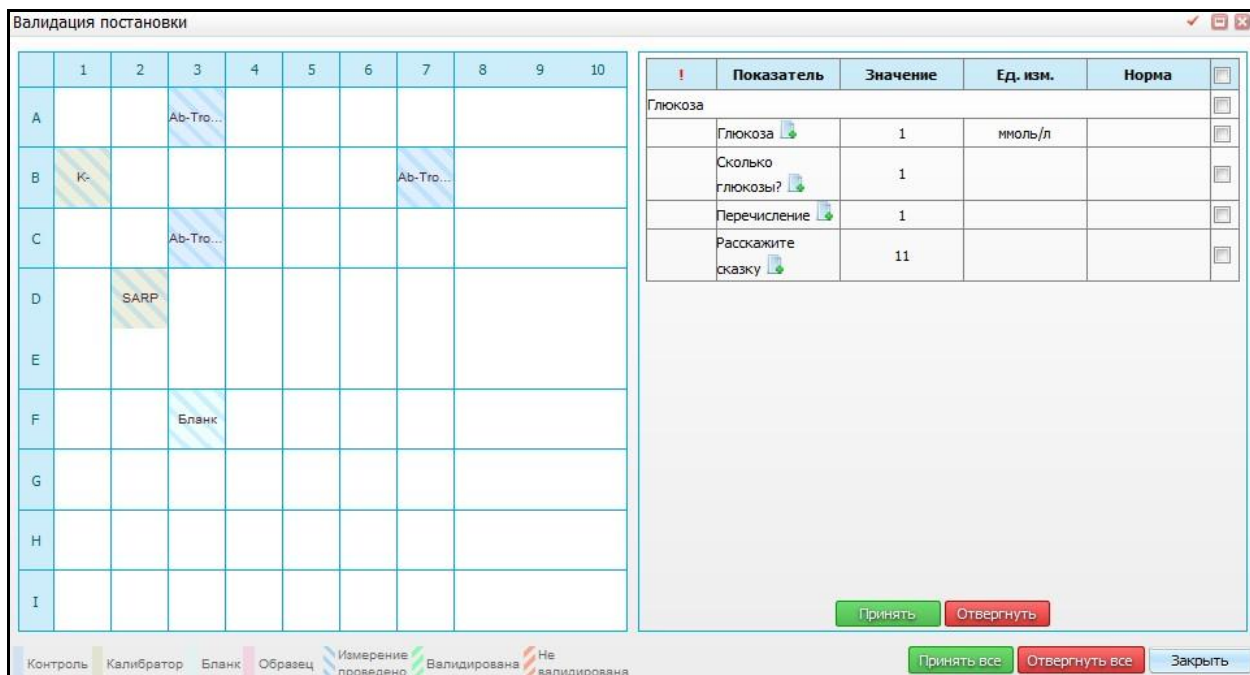 Валидация постановки
1 2 3 4 5 6 7 8 9 10
A Ab-Tro...
B K- Ab-Tro...
C Ab-Tro...
D SARP
E
F Бланк
G
H
I
! Показатель Значение Ед. изм. Норма
Глюкоза
Глюкоза 1 ммоль/л
Сколько
глюкозы? 1
Перечисление 1
Расскажите
сказку 11
Принять Отвергнуть
Контроль Калибратор Бланк Образец Измерение
проведено Валидирована Не
валидирована
Принять все Отвергнуть все Закрыть